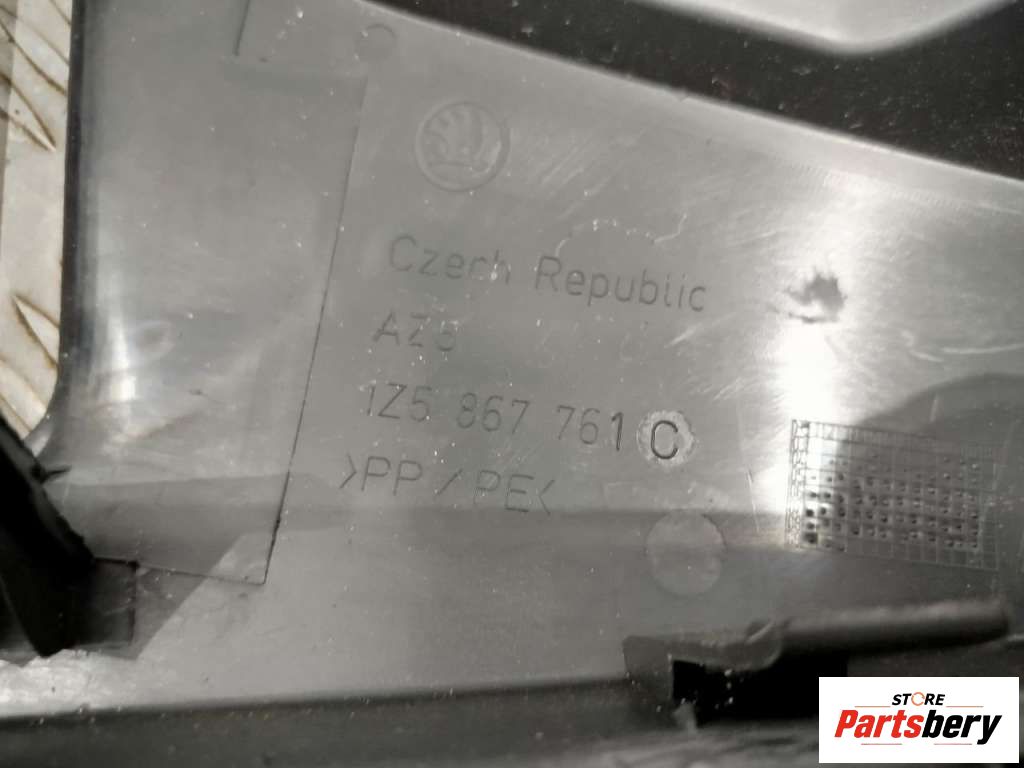 Czech Republic
AZ5
1Z5 867 761 C
>PP/PE<
STORE
Partsbery